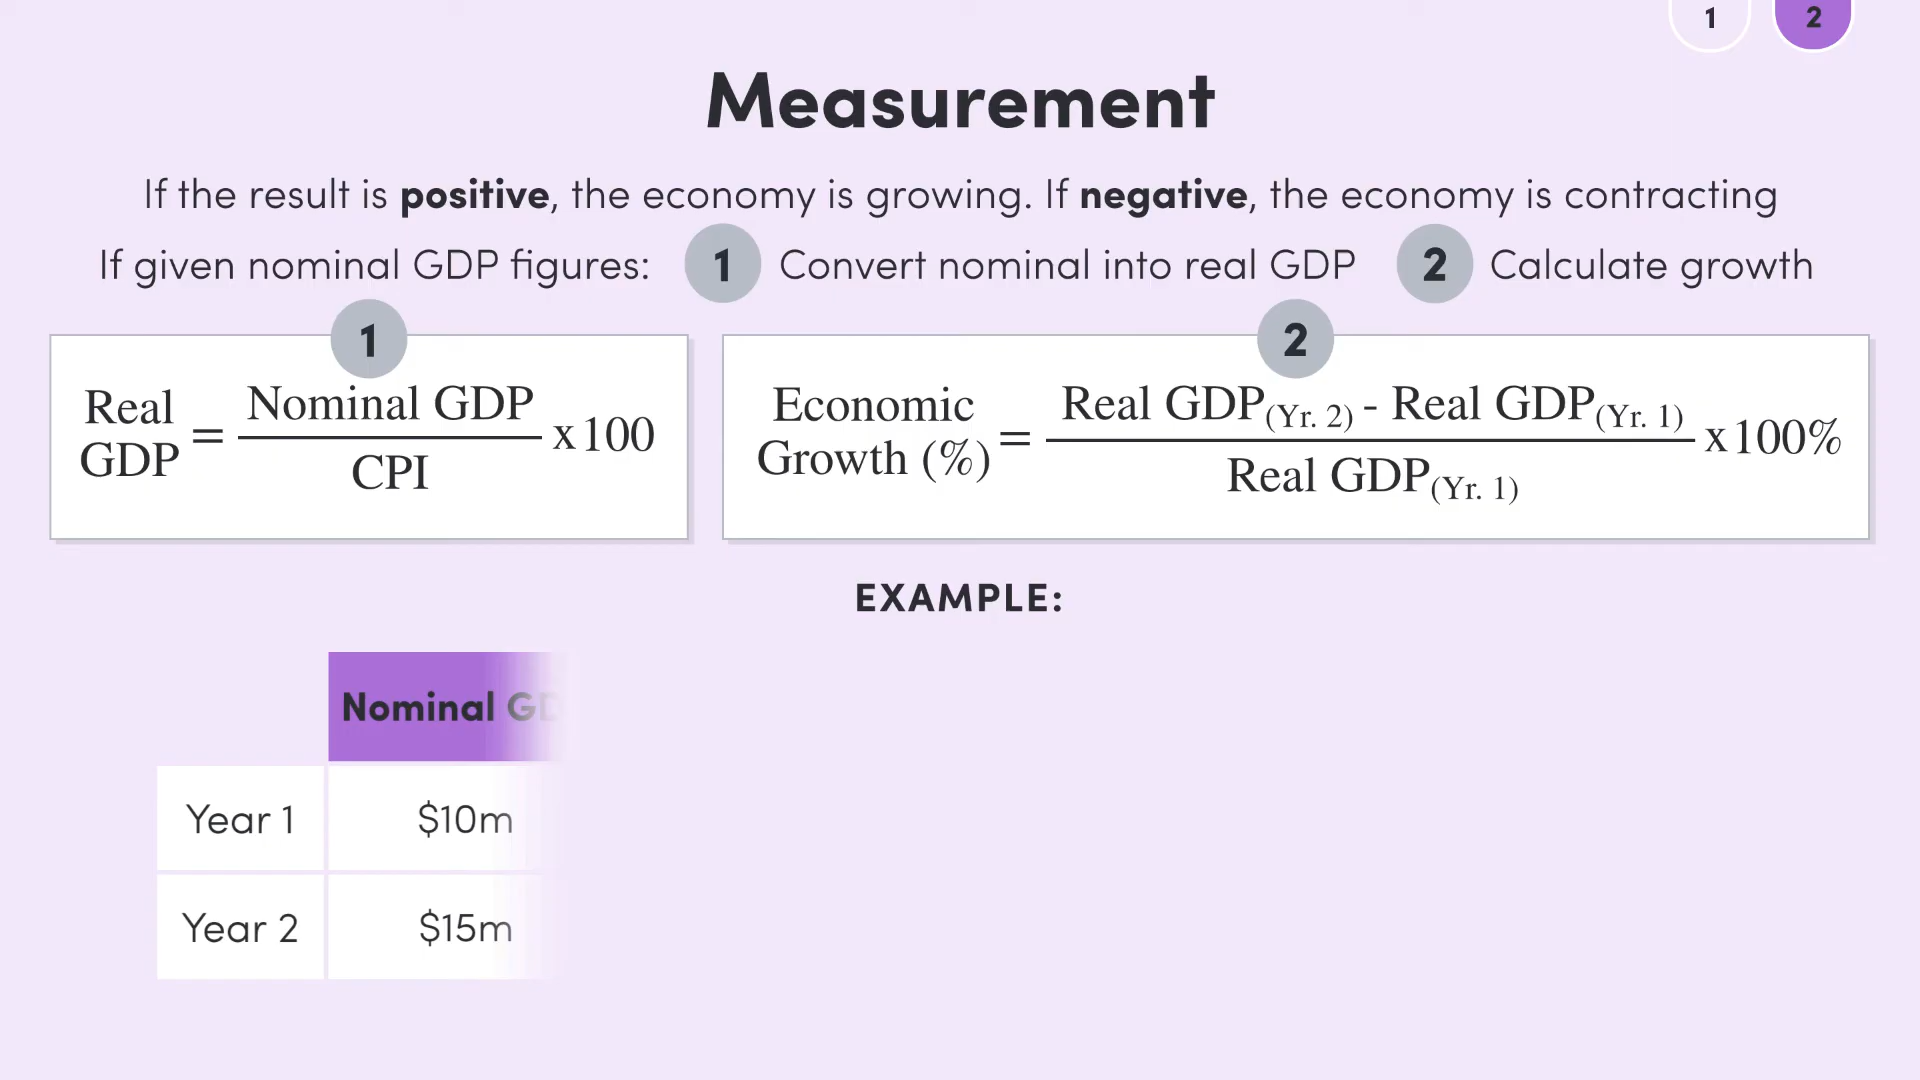 1 2
Measurement
If the result is positive, the economy is growing. If negative, the economy is contracting
If given nominal GDP figures: 1 Convert nominal into real GDP 2 Calculate growth
1
Real GDP = Nominal GDP / CPI x 100
2
Economic Growth (%) = Real GDP(Yr. 2) - Real GDP(Yr. 1) / Real GDP(Yr. 1) x 100%
EXAMPLE:
Nominal GD
Year 1 $10m
Year 2 $15m